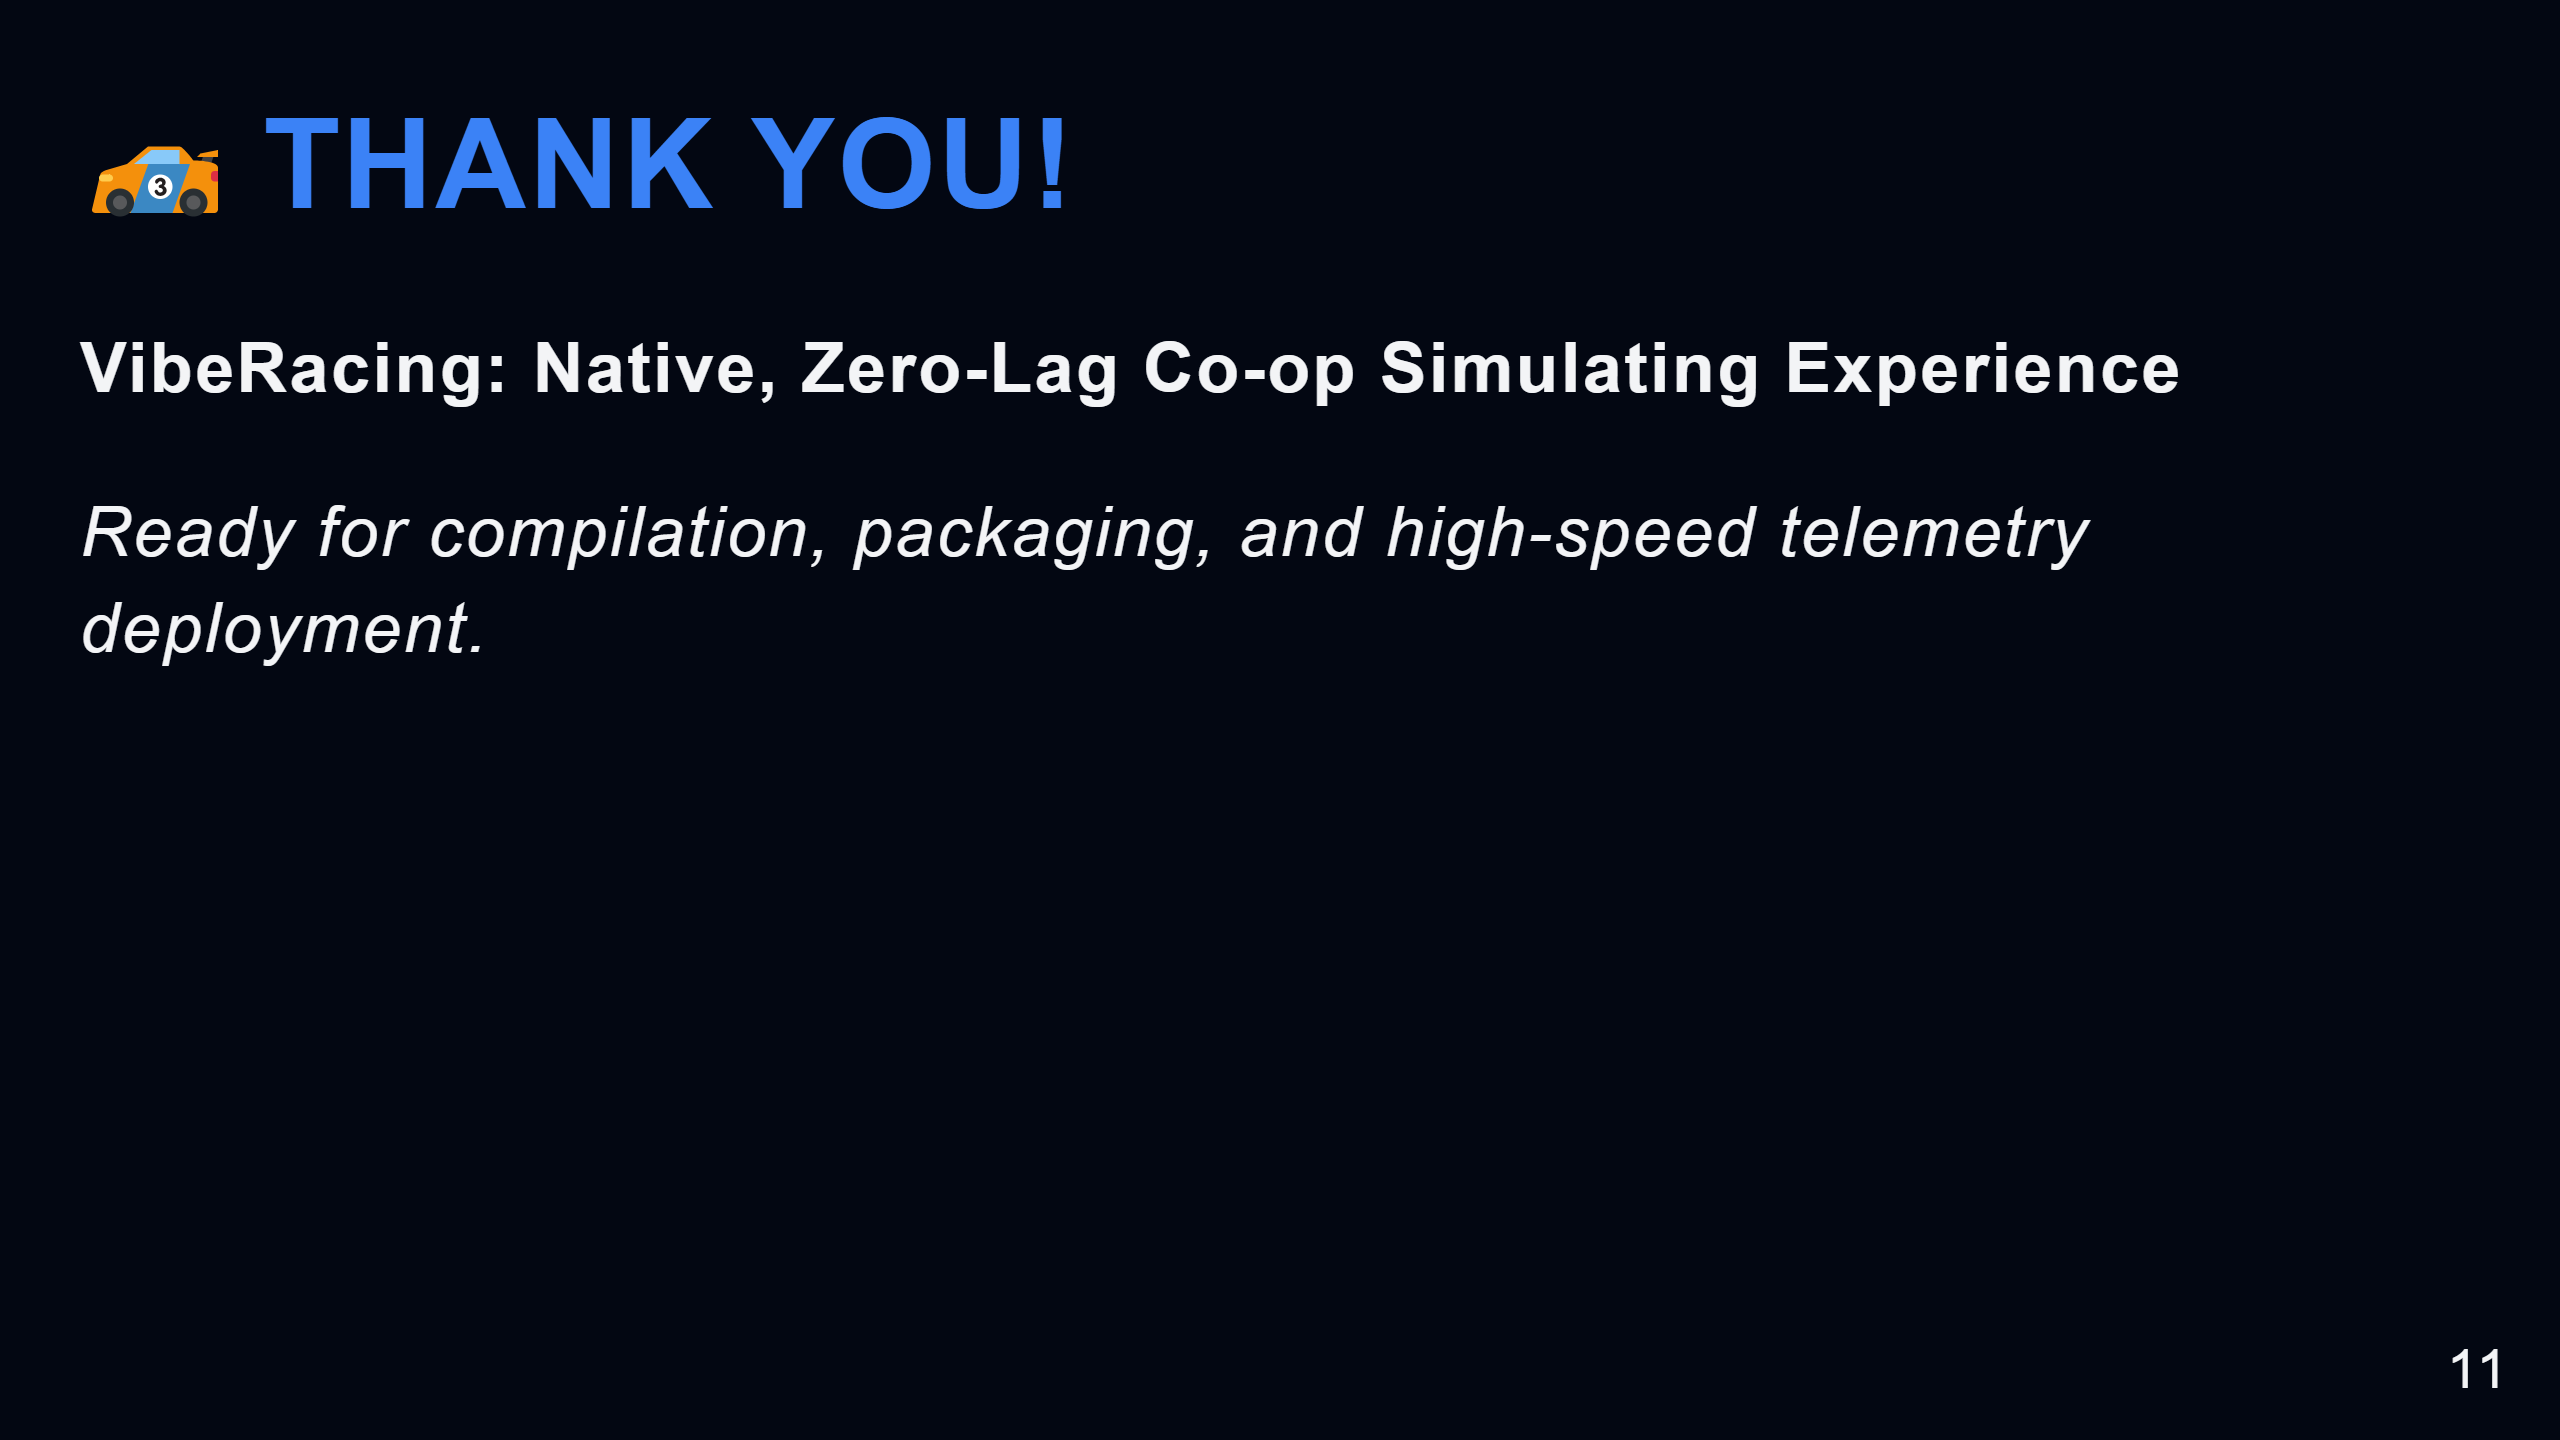 3 THANK YOU!
VibeRacing: Native, Zero-Lag Co-op Simulating Experience
Ready for compilation, packaging, and high-speed telemetry
deployment.
11